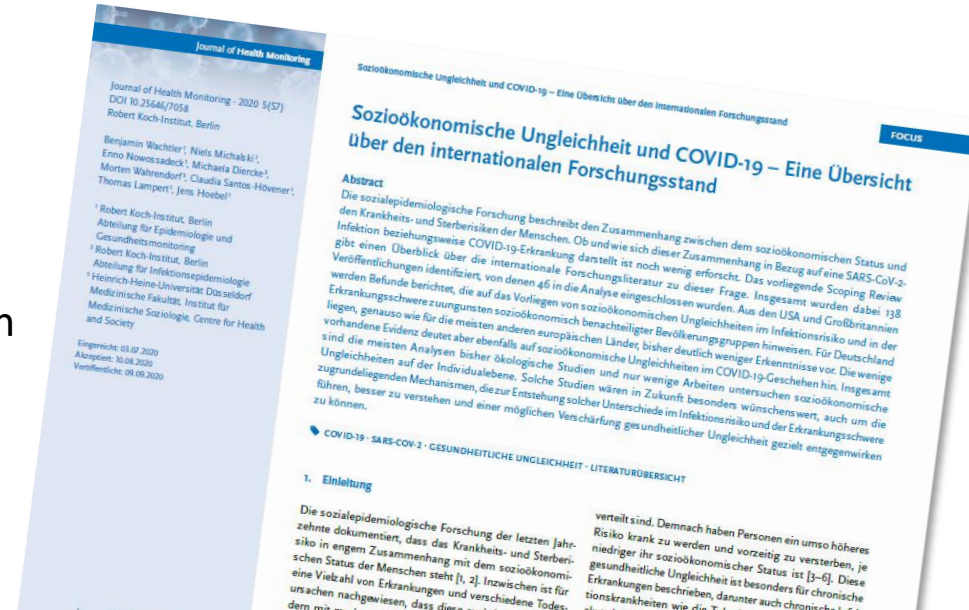 Journal of Health Monitoring
Journal of Health Monitoring · 2020 5(S7)
DOI 10.25646/7058
Robert Koch-Institut, Berlin
Benjamin Wachtler¹, Niels Michalski¹,
Enno Nowossadeck¹, Michaela Diercke²,
Morten Wahrendorf³, Claudia Santos-Hövener¹,
Thomas Lampert¹, Jens Hoebel¹
¹ Robert Koch-Institut, Berlin
Abteilung für Epidemiologie und
Gesundheitsmonitoring
² Robert Koch-Institut, Berlin
Abteilung für Infektionsepidemiologie
³ Heinrich-Heine-Universität Düsseldorf
Medizinische Fakultät, Institut für
Medizinische Soziologie, Centre for Health
and Society
Eingereicht: 03.07.2020
Akzeptiert: 10.08.2020
Veröffentlicht: 09.09.2020
Sozioökonomische Ungleichheit und COVID-19 – Eine Übersicht über den internationalen Forschungsstand
FOCUS
Sozioökonomische Ungleichheit und COVID-19 – Eine Übersicht
über den internationalen Forschungsstand
Abstract
Die sozialepidemiologische Forschung beschreibt den Zusammenhang zwischen dem sozioökonomischen Status und
den Krankheits- und Sterberisiken der Menschen. Ob und wie sich dieser Zusammenhang in Bezug auf eine SARS-CoV-2-
Infektion beziehungsweise COVID-19-Erkrankung darstellt ist noch wenig erforscht. Das vorliegende Scoping Review
gibt einen Überblick über die internationale Forschungsliteratur zu dieser Frage. Insgesamt wurden dabei 138
Veröffentlichungen identifiziert, von denen 46 in die Analyse eingeschlossen wurden. Aus den USA und Großbritannien
werden Befunde berichtet, die auf das Vorliegen von sozioökonomischen Ungleichheiten im Infektionsrisiko und in der
Erkrankungsschwere zuungunsten sozioökonomisch benachteiligter Bevölkerungsgruppen hinweisen. Für Deutschland
liegen, genauso wie für die meisten anderen europäischen Länder, bisher deutlich weniger Erkenntnisse vor. Die wenige
vorhandene Evidenz deutet aber ebenfalls auf sozioökonomische Ungleichheiten im COVID-19-Geschehen hin. Insgesamt
sind die meisten Analysen bisher ökologische Studien und nur wenige Arbeiten untersuchen sozioökonomische
Ungleichheiten auf der Individualebene. Solche Studien wären in Zukunft besonders wünschenswert, auch um die
zugrundeliegenden Mechanismen, die zur Entstehung solcher Unterschiede im Infektionsrisiko und der Erkrankungsschwere
führen, besser zu verstehen und einer möglichen Verschärfung gesundheitlicher Ungleichheit gezielt entgegenwirken
zu können.
COVID-19 · SARS-COV-2 · GESUNDHEITLICHE UNGLEICHHEIT · LITERATURÜBERSICHT
1. Einleitung
Die sozialepidemiologische Forschung der letzten Jahr-
zehnte dokumentiert, dass das Krankheits- und Sterberi-
siko in engem Zusammenhang mit dem sozioökonomi-
schen Status der Menschen steht [1, 2]. Inzwischen ist für
eine Vielzahl von Erkrankungen und verschiedene Todes-
ursachen nachgewiesen, dass diese
dern mit
verteilt sind. Demnach haben Personen ein umso höheres
Risiko krank zu werden und vorzeitig zu versterben, je
niedriger ihr sozioökonomischer Status ist [3–6]. Diese
gesundheitliche Ungleichheit ist besonders für chronische
Erkrankungen beschrieben, darunter auch chronische
tionskrankheiten wie die